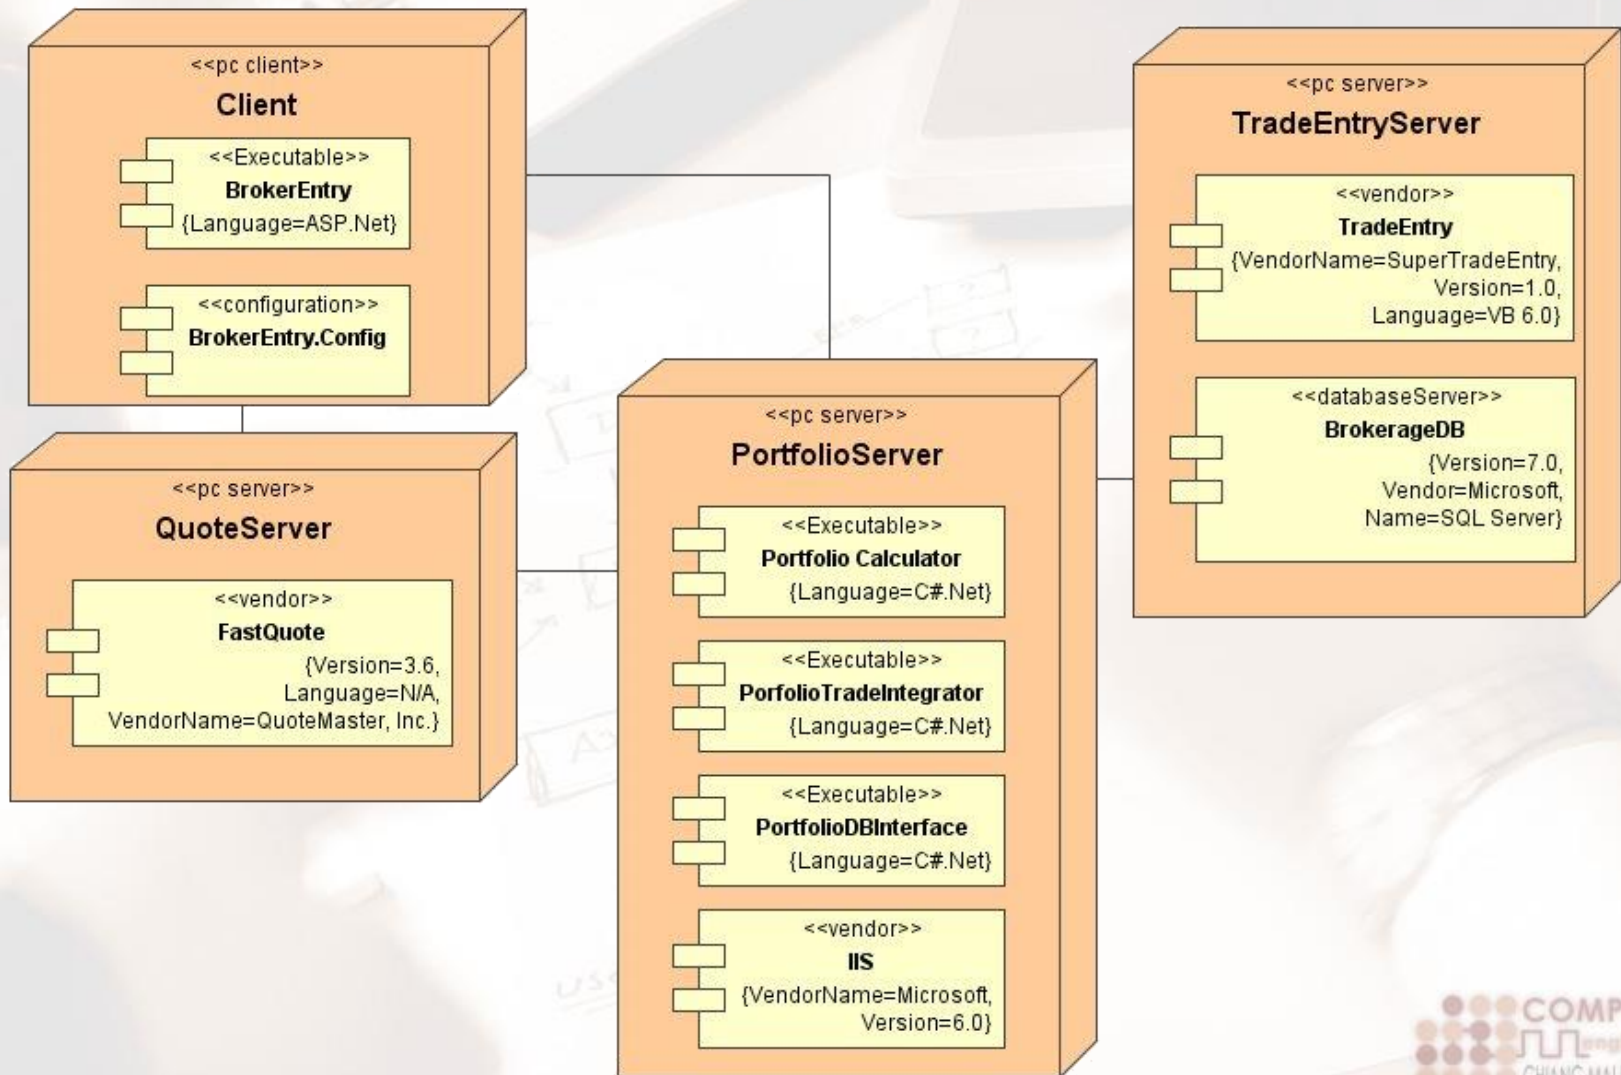 <<pc client>>
Client
<<Executable>>
BrokerEntry
{Language=ASP.Net}
<<configuration>>
BrokerEntry.Config
<<pc server>>
QuoteServer
<<vendor>>
FastQuote
{Version=3.6,
Language=N/A,
VendorName=QuoteMaster, Inc.}
<<pc server>>
PortfolioServer
<<Executable>>
Portfolio Calculator
{Language=C#.Net}
<<Executable>>
PorfolioTradeIntegrator
{Language=C#.Net}
<<Executable>>
PortfolioDBInterface
{Language=C#.Net}
<<vendor>>
IIS
{VendorName=Microsoft,
Version=6.0}
<<pc server>>
TradeEntryServer
<<vendor>>
TradeEntry
{VendorName=SuperTradeEntry,
Version=1.0,
Language=VB 6.0}
<<databaseServer>>
BrokerageDB
{Version=7.0,
Vendor=Microsoft,
Name=SQL Server}
COMP
eng
CHIANG MAI